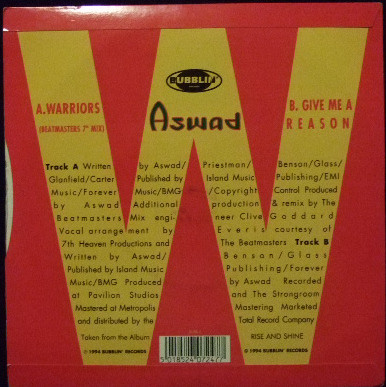 BUBBLIN'
A.WARRIORS
(BEATMASTERS 7" MIX)
Aswad
B. GIVE ME A
REASON
Track A Written by Aswad/ Priestman/ Benson/Glass/
Glanfield/Carter Published by Island Music Publishing/EMI
Music/Forever Music/BMG /Copyright Control Produced
by Aswad Additional production & remix by The
Beatmasters Mix engi- neer Clive Goddard
Vocal arrangement by Everis courtesy of
7th Heaven Productions and The Beatmasters Track B
Written by Aswad/ Benson/Glass
Published by Island Music Publishing/Forever
Music/BMG Produced by Aswad Recorded
at Pavilion Studios and The Strongroom
Mastered at Metropolis Mastering Marketed
and distributed by the Total Record Company
Taken from the Album RISE AND SHINE
© 1994 BUBBLIN' RECORDS ℗ 1994 BUBBLIN' RECORDS
5 018524 072477